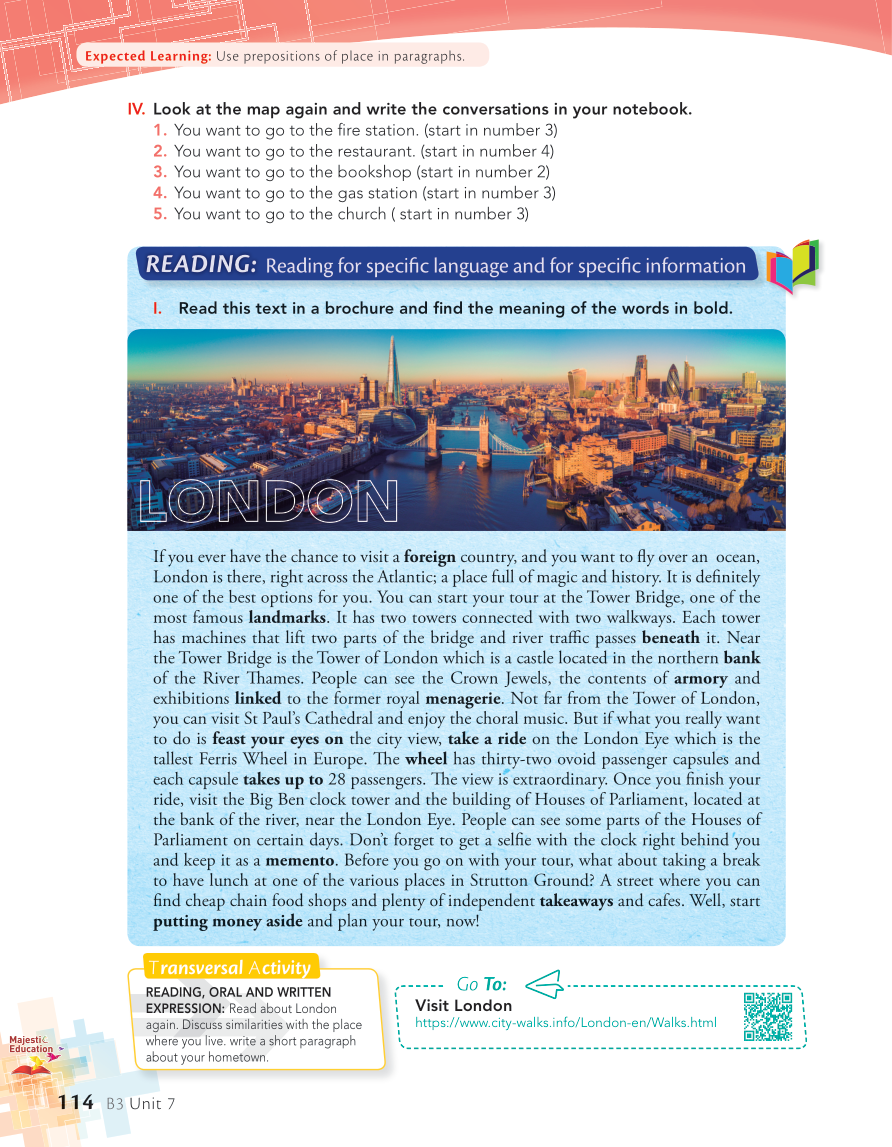 Expected Learning: Use prepositions of place in paragraphs.
IV. Look at the map again and write the conversations in your notebook.
1. You want to go to the fire station. (start in number 3)
2. You want to go to the restaurant. (start in number 4)
3. You want to go to the bookshop (start in number 2)
4. You want to go to the gas station (start in number 3)
5. You want to go to the church ( start in number 3)
READING: Reading for specific language and for specific information
I. Read this text in a brochure and find the meaning of the words in bold.
LONDON
If you ever have the chance to visit a foreign country, and you want to fly over an ocean,
London is there, right across the Atlantic; a place full of magic and history. It is definitely
one of the best options for you. You can start your tour at the Tower Bridge, one of the
most famous landmarks. It has two towers connected with two walkways. Each tower
has machines that lift two parts of the bridge and river traffic passes beneath it. Near
the Tower Bridge is the Tower of London which is a castle located in the northern bank
of the River Thames. People can see the Crown Jewels, the contents of armory and
exhibitions linked to the former royal menagerie. Not far from the Tower of London,
you can visit St Paul's Cathedral and enjoy the choral music. But if what you really want
to do is feast your eyes on the city view, take a ride on the London Eye which is the
tallest Ferris Wheel in Europe. The wheel has thirty-two ovoid passenger capsules and
each capsule takes up to 28 passengers. The view is extraordinary. Once you finish your
ride, visit the Big Ben clock tower and the building of Houses of Parliament, located at
the bank of the river, near the London Eye. People can see some parts of the Houses of
Parliament on certain days. Don't forget to get a selfie with the clock right behind you
and keep it as a memento. Before you go on with your tour, what about taking a break
to have lunch at one of the various places in Strutton Ground? A street where you can
find cheap chain food shops and plenty of independent takeaways and cafes. Well, start
putting money aside and plan your tour, now!
Transversal Activity
READING, ORAL AND WRITTEN
EXPRESSION: Read about London
again. Discuss similarities with the place
where you live. write a short paragraph
about your hometown.
Go To:
Visit London
https://www.city-walks.info/London-en/Walks.html
Majestic
Education
114 B3 Unit 7